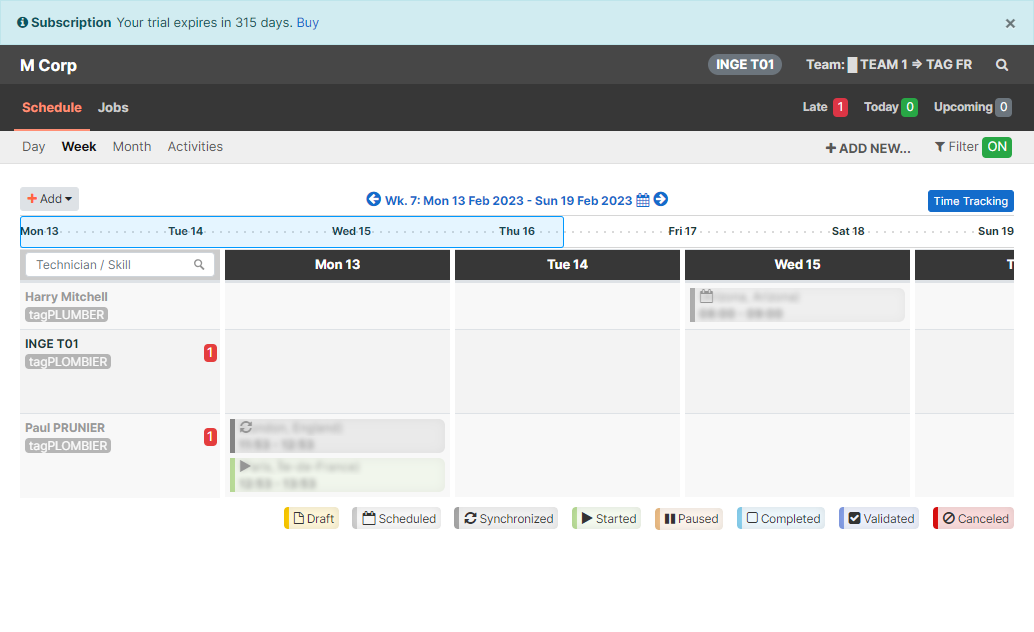 Subscription Your trial expires in 315 days. Buy ×
M Corp INGE T01 Team: TEAM 1 ⇒ TAG FR
Schedule Jobs Late 1 Today 0 Upcoming 0
Day Week Month Activities + ADD NEW... Filter ON
+ Add Wk. 7: Mon 13 Feb 2023 - Sun 19 Feb 2023 Time Tracking
Mon 13 Tue 14 Wed 15 Thu 16 Fri 17 Sat 18 Sun 19
Technician / Skill Mon 13 Tue 14 Wed 15 T
Harry Mitchell
tagPLUMBER
INGE T01 1
tagPLOMBIER
Paul PRUNIER 1
tagPLOMBIER
Draft Scheduled Synchronized Started Paused Completed Validated Canceled